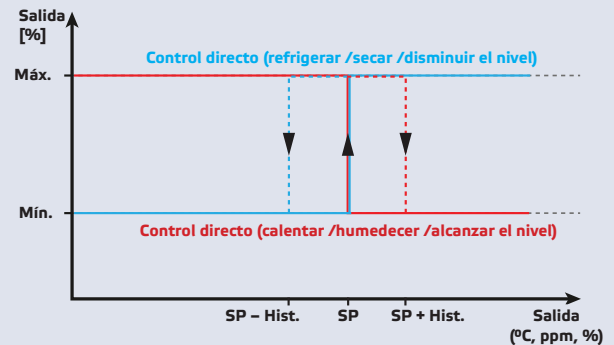 Salida
[%]
Control directo (refrigerar /secar /disminuir el nivel)
Máx.
Mín.
Control directo (calentar /humedecer /alcanzar el nivel)
SP – Hist.
SP
SP + Hist.
Salida
(ºC, ppm, %)